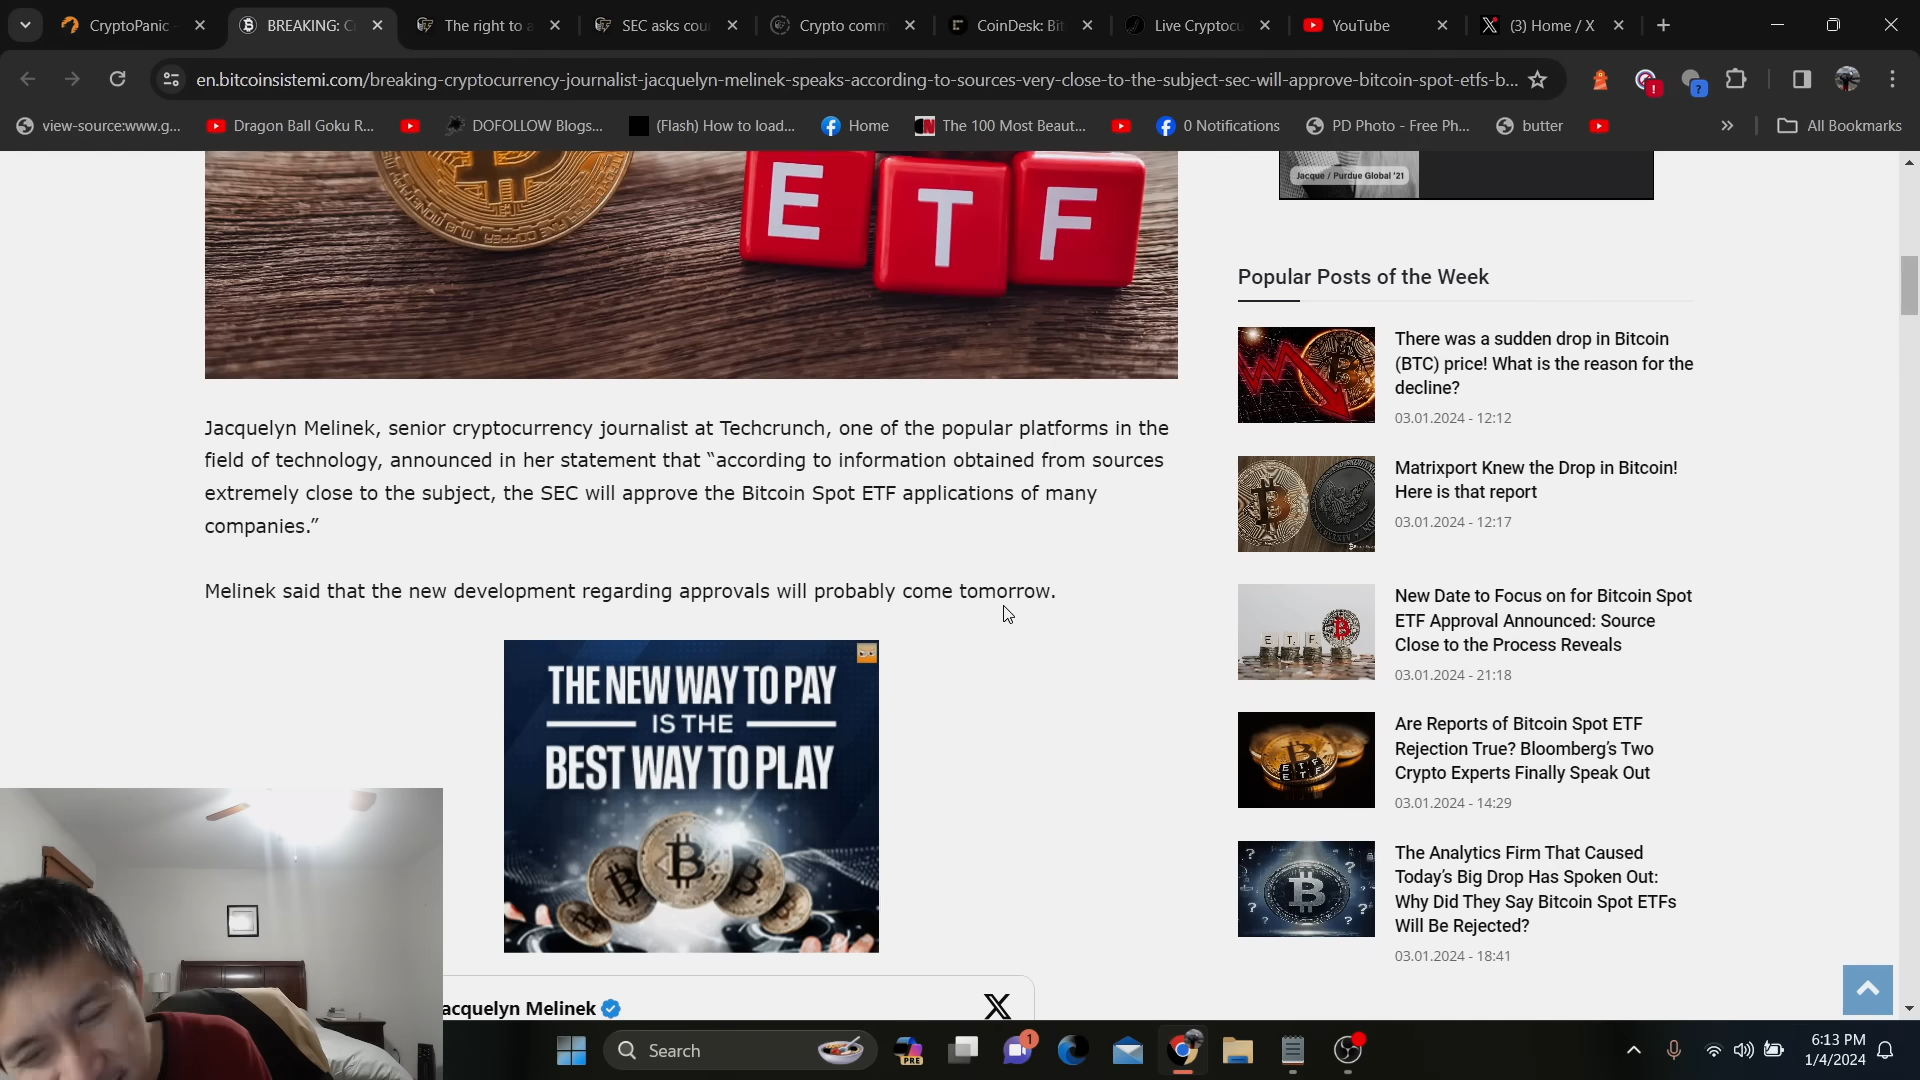 CryptoPanic
BREAKING: C
The right to a
SEC asks cou
Crypto comm
CoinDesk: Bit
Live Cryptocu
YouTube
(3) Home / X
en.bitcoinsistemi.com/breaking-cryptocurrency-journalist-jacquelyn-melinek-speaks-according-to-sources-very-close-to-the-subject-sec-will-approve-bitcoin-spot-etfs-b...
view-source:www.g...
Dragon Ball Goku R...
DOFOLLOW Blogs...
(Flash) How to load...
Home
The 100 Most Beaut...
0 Notifications
PD Photo - Free Ph...
butter
All Bookmarks
ETF
Jacque / Purdue Global '21
Jacquelyn Melinek, senior cryptocurrency journalist at Techcrunch, one of the popular platforms in the
field of technology, announced in her statement that “according to information obtained from sources
extremely close to the subject, the SEC will approve the Bitcoin Spot ETF applications of many
companies.”
Melinek said that the new development regarding approvals will probably come tomorrow.
THE NEW WAY TO PAY
IS THE
BEST WAY TO PLAY
acquelyn Melinek
Popular Posts of the Week
There was a sudden drop in Bitcoin
(BTC) price! What is the reason for the
decline?
03.01.2024 - 12:12
Matrixport Knew the Drop in Bitcoin!
Here is that report
03.01.2024 - 12:17
New Date to Focus on for Bitcoin Spot
ETF Approval Announced: Source
Close to the Process Reveals
03.01.2024 - 21:18
Are Reports of Bitcoin Spot ETF
Rejection True? Bloomberg’s Two
Crypto Experts Finally Speak Out
03.01.2024 - 14:29
The Analytics Firm That Caused
Today’s Big Drop Has Spoken Out:
Why Did They Say Bitcoin Spot ETFs
Will Be Rejected?
03.01.2024 - 18:41
Search
PRE
1
6:13 PM
1/4/2024